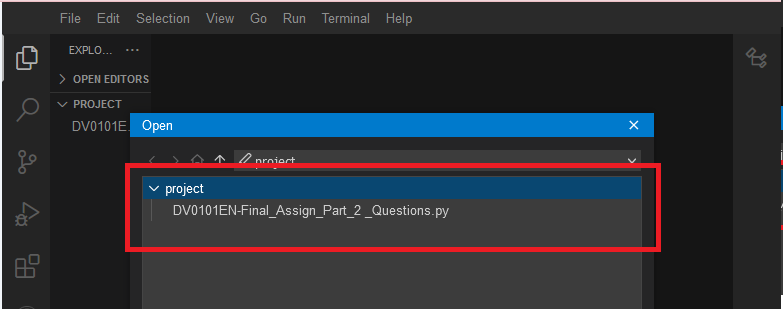 File Edit Selection View Go Run Terminal Help
EXPLO... ···
OPEN EDITORS
PROJECT
DV0101E
Open
project
project
DV0101EN-Final_Assign_Part_2 _Questions.py